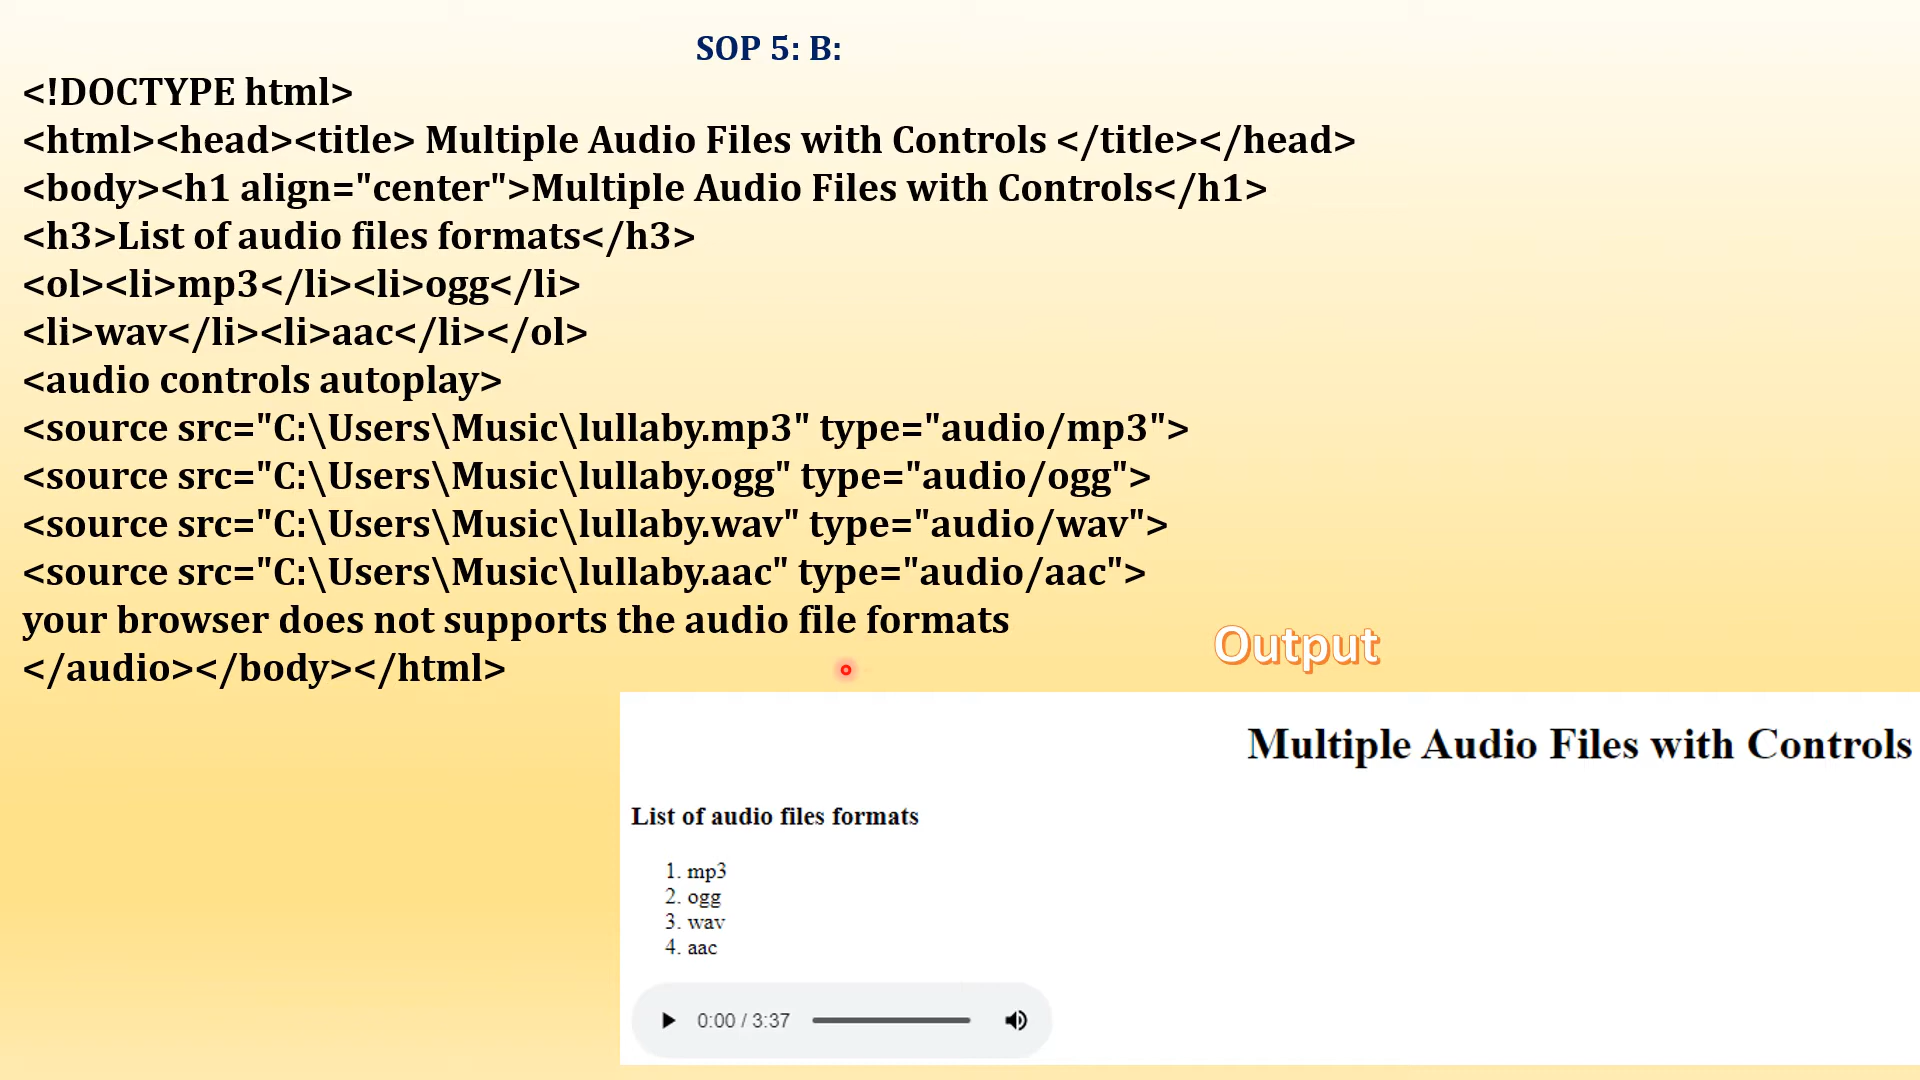 SOP 5: B:
<!DOCTYPE html>
<html><head><title> Multiple Audio Files with Controls </title></head>
<body><h1 align="center">Multiple Audio Files with Controls</h1>
<h3>List of audio files formats</h3>
<ol><li>mp3</li><li>ogg</li>
<li>wav</li><li>aac</li></ol>
<audio controls autoplay>
<source src="C:\Users\Music\lullaby.mp3" type="audio/mp3">
<source src="C:\Users\Music\lullaby.ogg" type="audio/ogg">
<source src="C:\Users\Music\lullaby.wav" type="audio/wav">
<source src="C:\Users\Music\lullaby.aac" type="audio/aac">
your browser does not supports the audio file formats
</audio></body></html>
Output
Multiple Audio Files with Controls
List of audio files formats
1. mp3
2. ogg
3. wav
4. aac
0:00 / 3:37